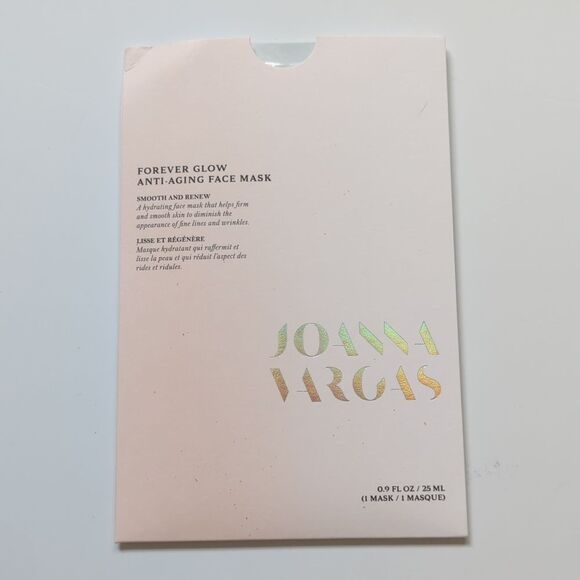 FOREVER GLOW
ANTI-AGING FACE MASK
SMOOTH AND RENEW
A hydrating face mask that helps firm
and smooth skin to diminish the
appearance of fine lines and wrinkles.
LISSE ET RÉGÉNÈRE
Masque hydratant qui raffermit et
lisse la peau et qui réduit l'aspect des
rides et ridules.
JOANNA
VARGAS
0.9 FL OZ / 25 ML
(1 MASK / 1 MASQUE)